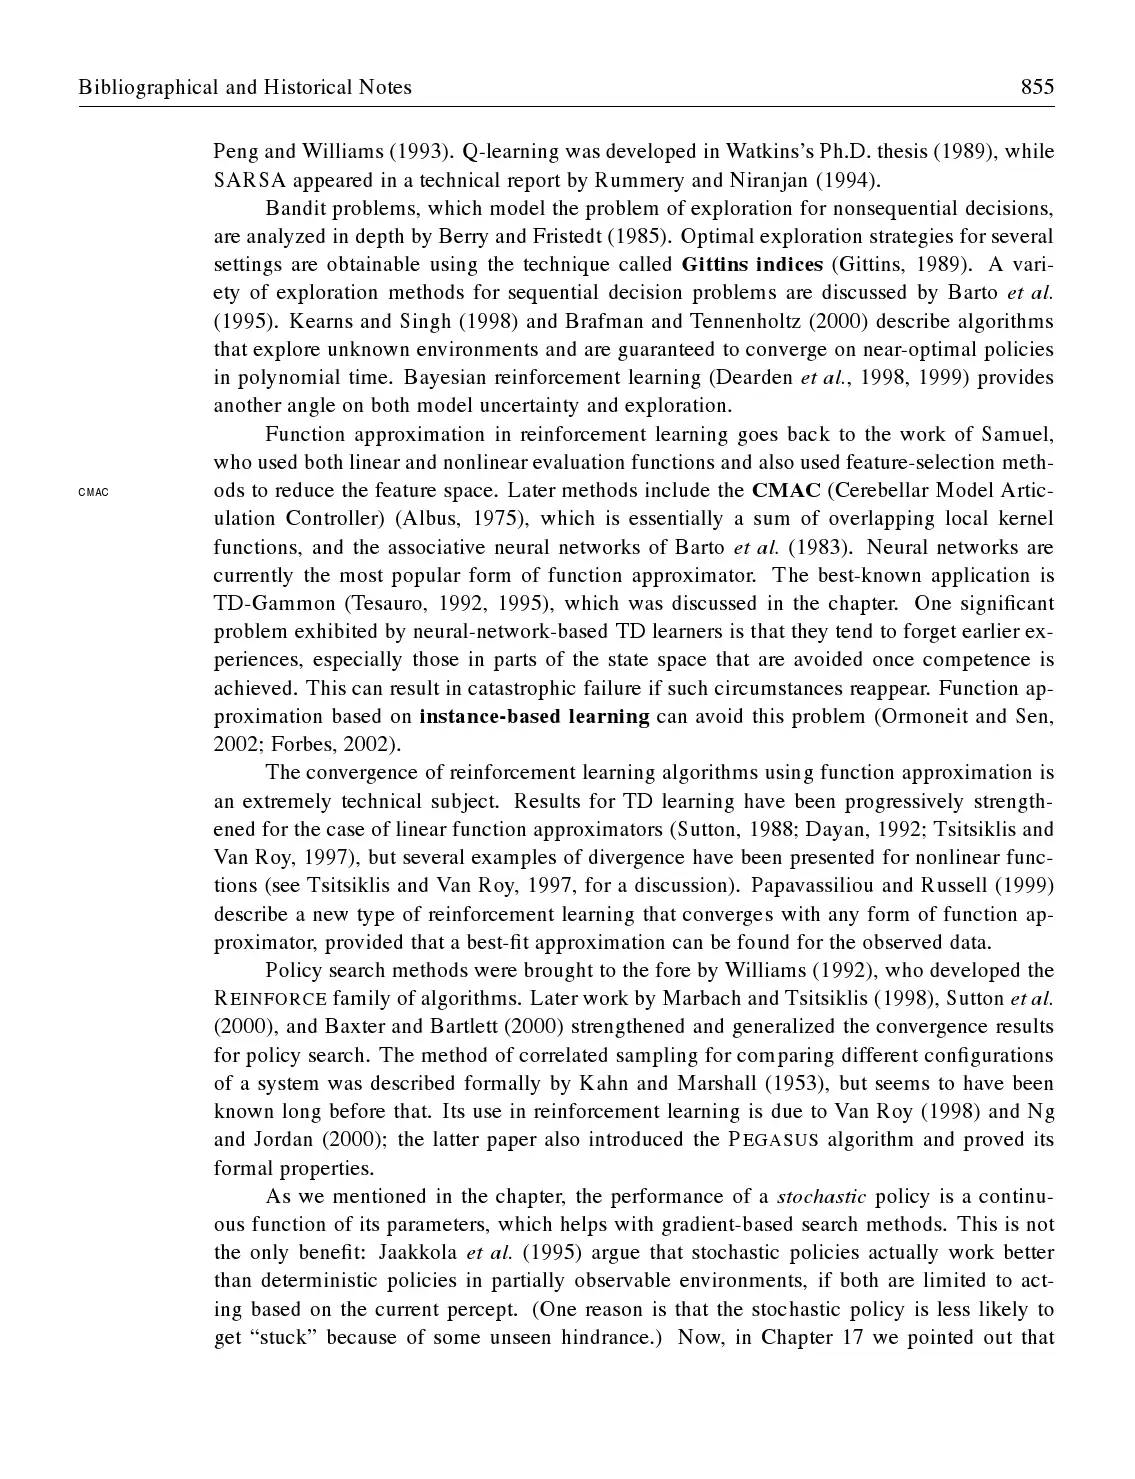 Bibliographical and Historical Notes 855
Peng and Williams (1993). Q-learning was developed in Watkins's Ph.D. thesis (1989), while
SARSA appeared in a technical report by Rummery and Niranjan (1994).
Bandit problems, which model the problem of exploration for nonsequential decisions,
are analyzed in depth by Berry and Fristedt (1985). Optimal exploration strategies for several
settings are obtainable using the technique called Gittins indices (Gittins, 1989). A vari-
ety of exploration methods for sequential decision problems are discussed by Barto et al.
(1995). Kearns and Singh (1998) and Brafman and Tennenholtz (2000) describe algorithms
that explore unknown environments and are guaranteed to converge on near-optimal policies
in polynomial time. Bayesian reinforcement learning (Dearden et al., 1998, 1999) provides
another angle on both model uncertainty and exploration.
Function approximation in reinforcement learning goes back to the work of Samuel,
who used both linear and nonlinear evaluation functions and also used feature-selection meth-
CMAC
ods to reduce the feature space. Later methods include the CMAC (Cerebellar Model Artic-
ulation Controller) (Albus, 1975), which is essentially a sum of overlapping local kernel
functions, and the associative neural networks of Barto et al. (1983). Neural networks are
currently the most popular form of function approximator. The best-known application is
TD-Gammon (Tesauro, 1992, 1995), which was discussed in the chapter. One significant
problem exhibited by neural-network-based TD learners is that they tend to forget earlier ex-
periences, especially those in parts of the state space that are avoided once competence is
achieved. This can result in catastrophic failure if such circumstances reappear. Function ap-
proximation based on instance-based learning can avoid this problem (Ormoneit and Sen,
2002; Forbes, 2002).
The convergence of reinforcement learning algorithms using function approximation is
an extremely technical subject. Results for TD learning have been progressively strength-
ened for the case of linear function approximators (Sutton, 1988; Dayan, 1992; Tsitsiklis and
Van Roy, 1997), but several examples of divergence have been presented for nonlinear func-
tions (see Tsitsiklis and Van Roy, 1997, for a discussion). Papavassiliou and Russell (1999)
describe a new type of reinforcement learning that converges with any form of function ap-
proximator, provided that a best-fit approximation can be found for the observed data.
Policy search methods were brought to the fore by Williams (1992), who developed the
REINFORCE family of algorithms. Later work by Marbach and Tsitsiklis (1998), Sutton et al.
(2000), and Baxter and Bartlett (2000) strengthened and generalized the convergence results
for policy search. The method of correlated sampling for comparing different configurations
of a system was described formally by Kahn and Marshall (1953), but seems to have been
known long before that. Its use in reinforcement learning is due to Van Roy (1998) and Ng
and Jordan (2000); the latter paper also introduced the PEGASUS algorithm and proved its
formal properties.
As we mentioned in the chapter, the performance of a stochastic policy is a continu-
ous function of its parameters, which helps with gradient-based search methods. This is not
the only benefit: Jaakkola et al. (1995) argue that stochastic policies actually work better
than deterministic policies in partially observable environments, if both are limited to act-
ing based on the current percept. (One reason is that the stochastic policy is less likely to
get “stuck” because of some unseen hindrance.) Now, in Chapter 17 we pointed out that